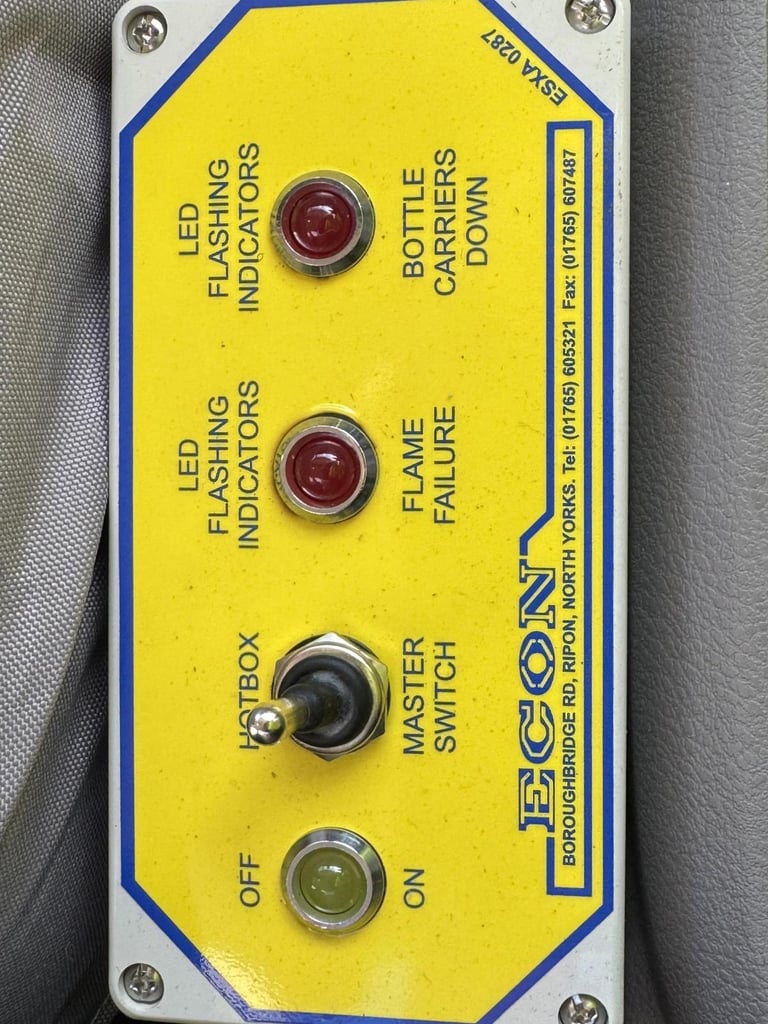 OFF
ON
HOTBOX
MASTER
SWITCH
LED
FLASHING
INDICATORS
FLAME
FAILURE
LED
FLASHING
INDICATORS
BOTTLE
CARRIERS
DOWN
ECON
BOROUGHBRIDGE RD, RIPON, NORTH YORKS. Tel: (01765) 605321 Fax: (01765) 607487
ESXA 0287